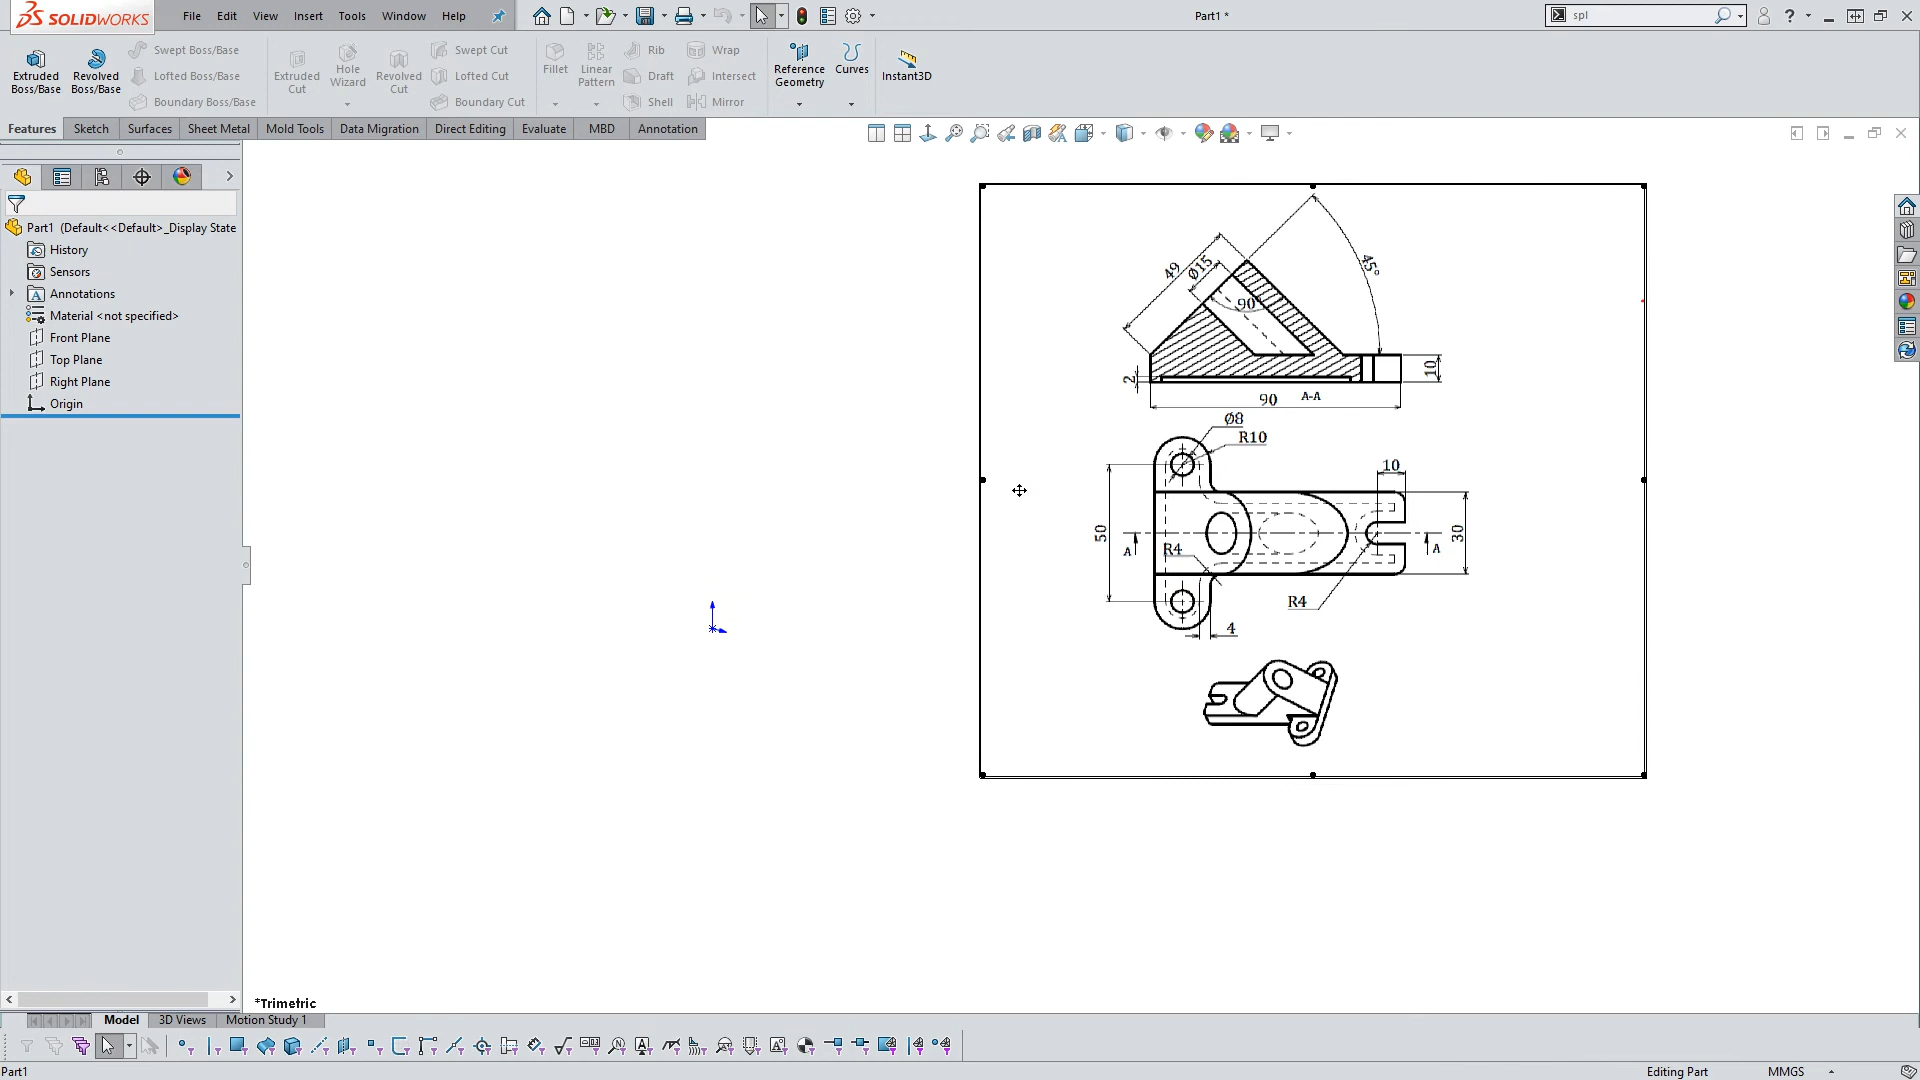 SOLIDWORKS File Edit View Insert Tools Window Help Part1 * spl
Extruded Boss/Base
Revolved Boss/Base
Swept Boss/Base
Lofted Boss/Base
Boundary Boss/Base
Extruded Cut
Hole Wizard
Revolved Cut
Swept Cut
Lofted Cut
Boundary Cut
Fillet
Linear Pattern
Rib
Draft
Shell
Wrap
Intersect
Mirror
Reference Geometry
Curves
Instant3D
Features Sketch Surfaces Sheet Metal Mold Tools Data Migration Direct Editing Evaluate MBD Annotation
Part1 (Default<<Default>_Display State
History
Sensors
Annotations
Material <not specified>
Front Plane
Top Plane
Right Plane
Origin
49
Ø15
45°
90°
2
10
90
A-A
Ø8
R10
10
50
30
A
R4
A
R4
4
*Trimetric
Model 3D Views Motion Study 1
Part1 Editing Part MMGS